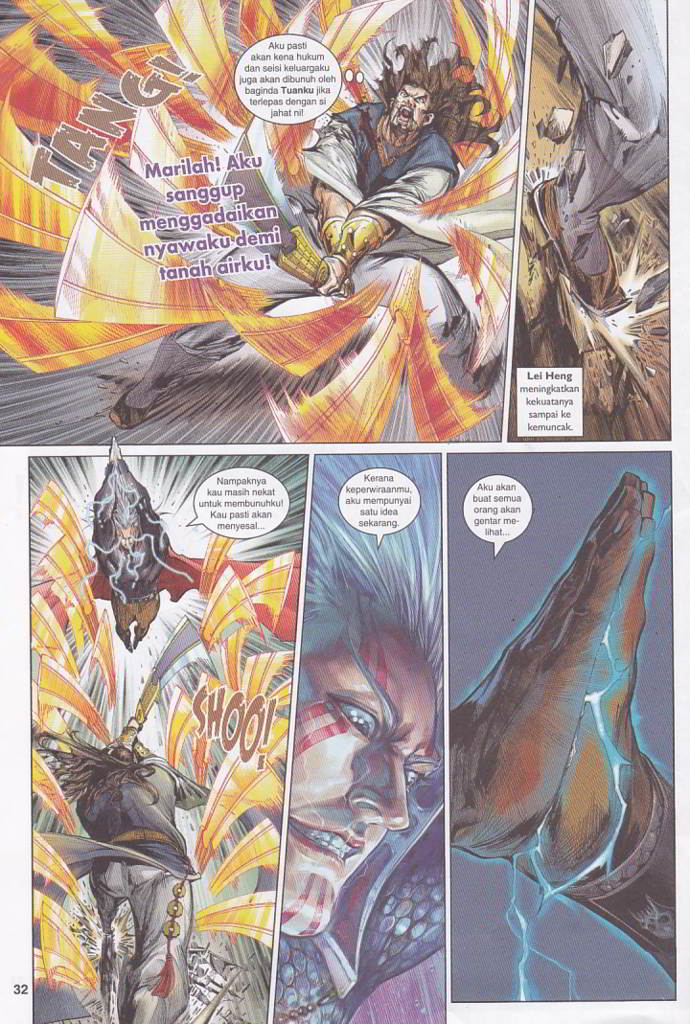 Aku pasti
akan kena hukum
dan seisi keluargaku
juga akan dibunuh oleh
baginda Tuanku jika
terlepas dengan si
jahat ni!
TANG!
Marilah! Aku
sanggup
menggadaikan
nyawaku demi
tanah airku!
Lei Heng
meningkatkan
kekuatanya
sampai ke
kemuncak.
Nampaknya
kau masih nekat
untuk membunuhku!
Kau pasti akan
menyesal...
SHOO!
Kerana
keperwiraanmu,
aku mempunyai
satu idea
sekarang.
Aku akan
buat semua
orang akan
gentar me-
lihat...
32